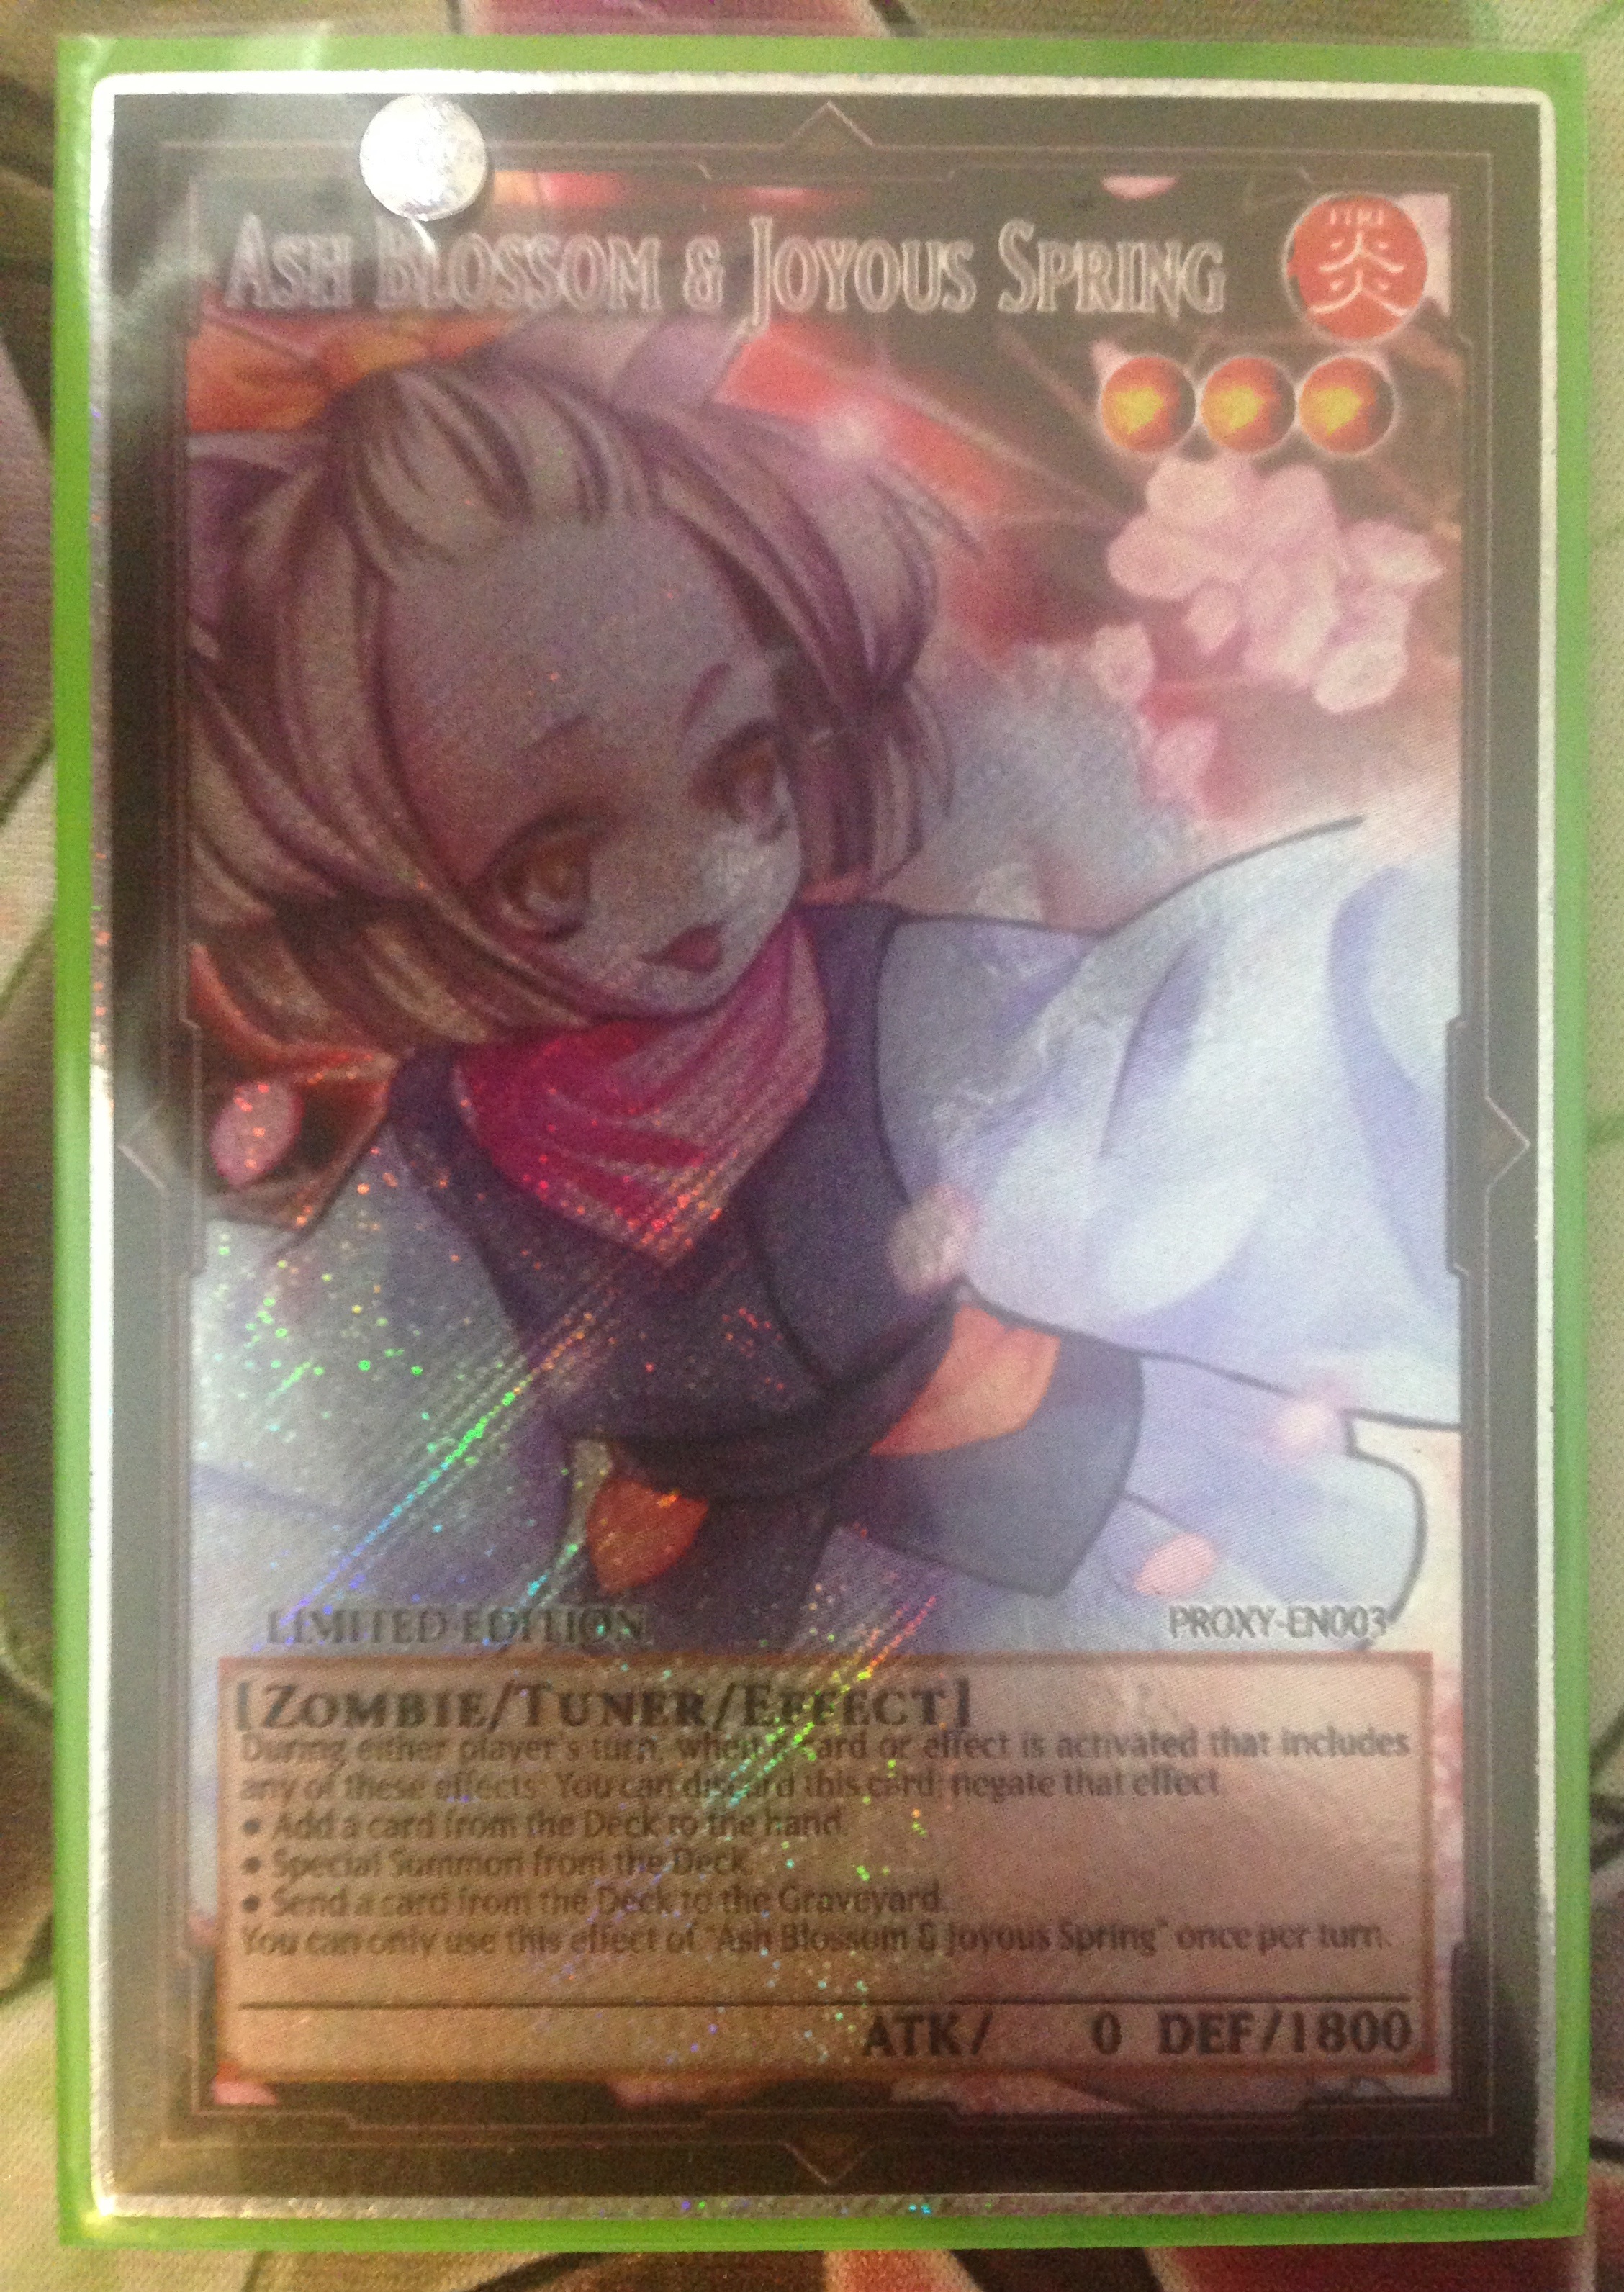 ASH BLOSSOM & JOYOUS SPRING
FIRE
炎
LIMITED EDITION
PROXY-EN003
[ZOMBIE/TUNER/EFFECT]
During either player's turn, when a card or effect is activated that includes
any of these effects: You can discard this card; negate that effect.
• Add a card from the Deck to the hand.
• Special Summon from the Deck.
• Send a card from the Deck to the Graveyard.
You can only use this effect of "Ash Blossom & Joyous Spring" once per turn.
ATK/ 0 DEF/1800